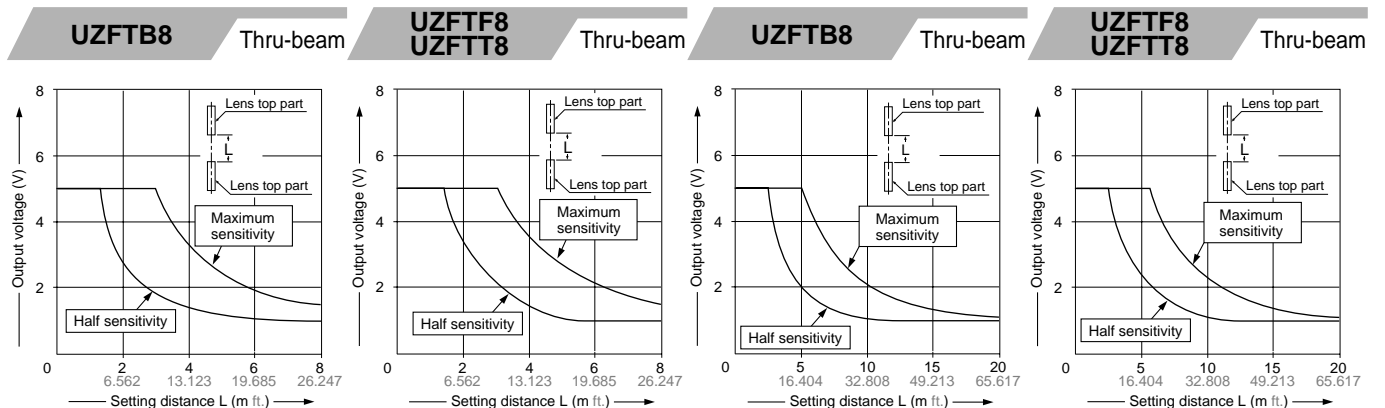 UZFTB8
Thru-beam
8
6
4
2
0
Output voltage (V)
Lens top part
L
Lens top part
Maximum
sensitivity
Half sensitivity
2 4 6 8
6.562 13.123 19.685 26.247
Setting distance L (m ft.)
UZFTF8
UZFTT8
Thru-beam
8
6
4
2
0
Output voltage (V)
Lens top part
L
Lens top part
Maximum
sensitivity
Half sensitivity
2 4 6 8
6.562 13.123 19.685 26.247
Setting distance L (m ft.)
UZFTB8
Thru-beam
8
6
4
2
0
Output voltage (V)
Lens top part
L
Lens top part
Maximum
sensitivity
Half sensitivity
5 10 15 20
16.404 32.808 49.213 65.617
Setting distance L (m ft.)
UZFTF8
UZFTT8
Thru-beam
8
6
4
2
0
Output voltage (V)
Lens top part
L
Lens top part
Maximum
sensitivity
Half sensitivity
5 10 15 20
16.404 32.808 49.213 65.617
Setting distance L (m ft.)